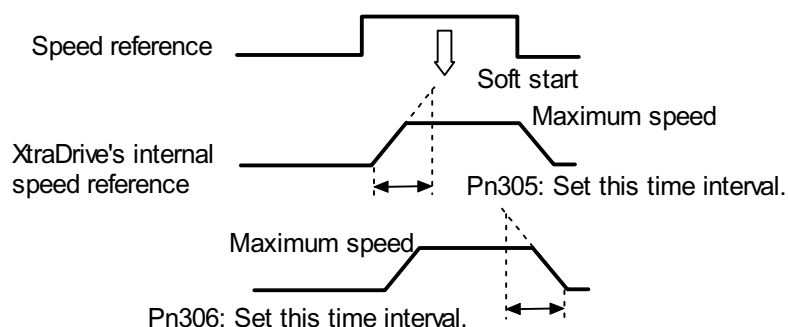 Speed reference
Soft start
Maximum speed
XtraDrive's internal
speed reference
Pn305: Set this time interval.
Maximum speed
Pn306: Set this time interval.